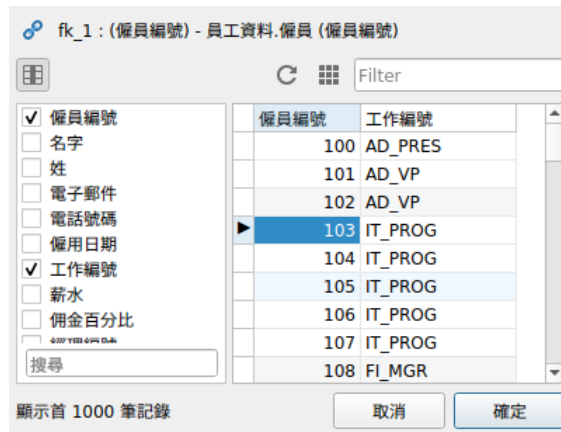 fk_1 : (僱員編號) - 員工資料.僱員 (僱員編號)
Filter
僱員編號
名字
姓
電子郵件
電話號碼
僱用日期
工作編號
薪水
佣金百分比
搜尋
僱員編號 工作編號
100 AD_PRES
101 AD_VP
102 AD_VP
103 IT_PROG
104 IT_PROG
105 IT_PROG
106 IT_PROG
107 IT_PROG
108 FI_MGR
顯示首 1000 筆記錄
取消
確定